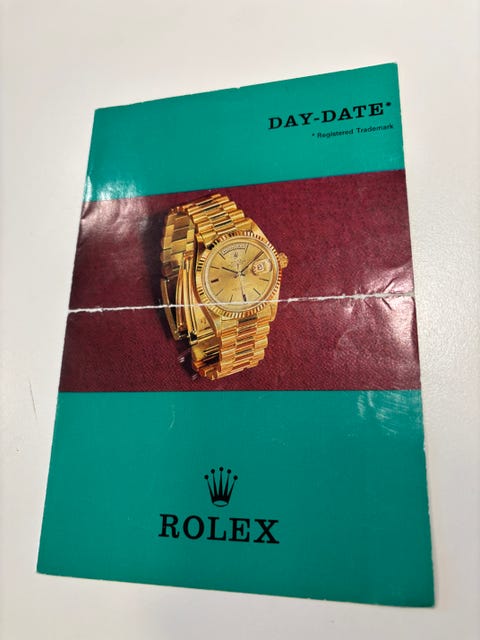 DAY-DATE*
* Registered Trademark
ROLEX